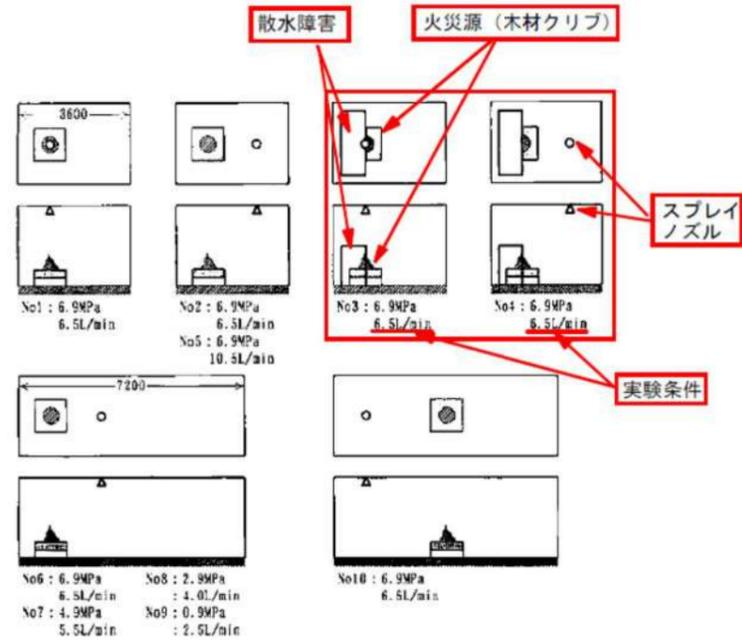 散水障害
火災源（木材クリブ）
3600
スプレイ
ノズル
No1 : 6.9MPa
6.5L/min
No2 : 6.9MPa
6.5L/min
No5 : 6.9MPa
10.5L/min
No3 : 6.9MPa
6.5L/min
No4 : 6.9MPa
6.5L/min
実験条件
7200
No6 : 6.9MPa
6.5L/min
No7 : 4.9MPa
5.5L/min
No8 : 2.9MPa
: 4.0L/min
No9 : 0.9MPa
: 2.5L/min
No10 : 6.9MPa
6.5L/min